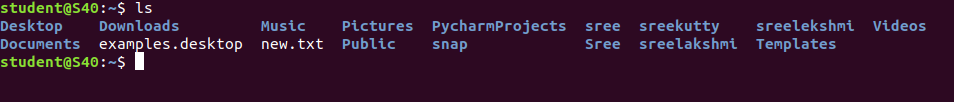 student@S40:~$ ls
Desktop    Downloads         Music    Pictures  PycharmProjects  sree  sreekutty    sreelekshmi  Videos
Documents  examples.desktop  new.txt  Public    snap             Sree  sreelakshmi  Templates
student@S40:~$